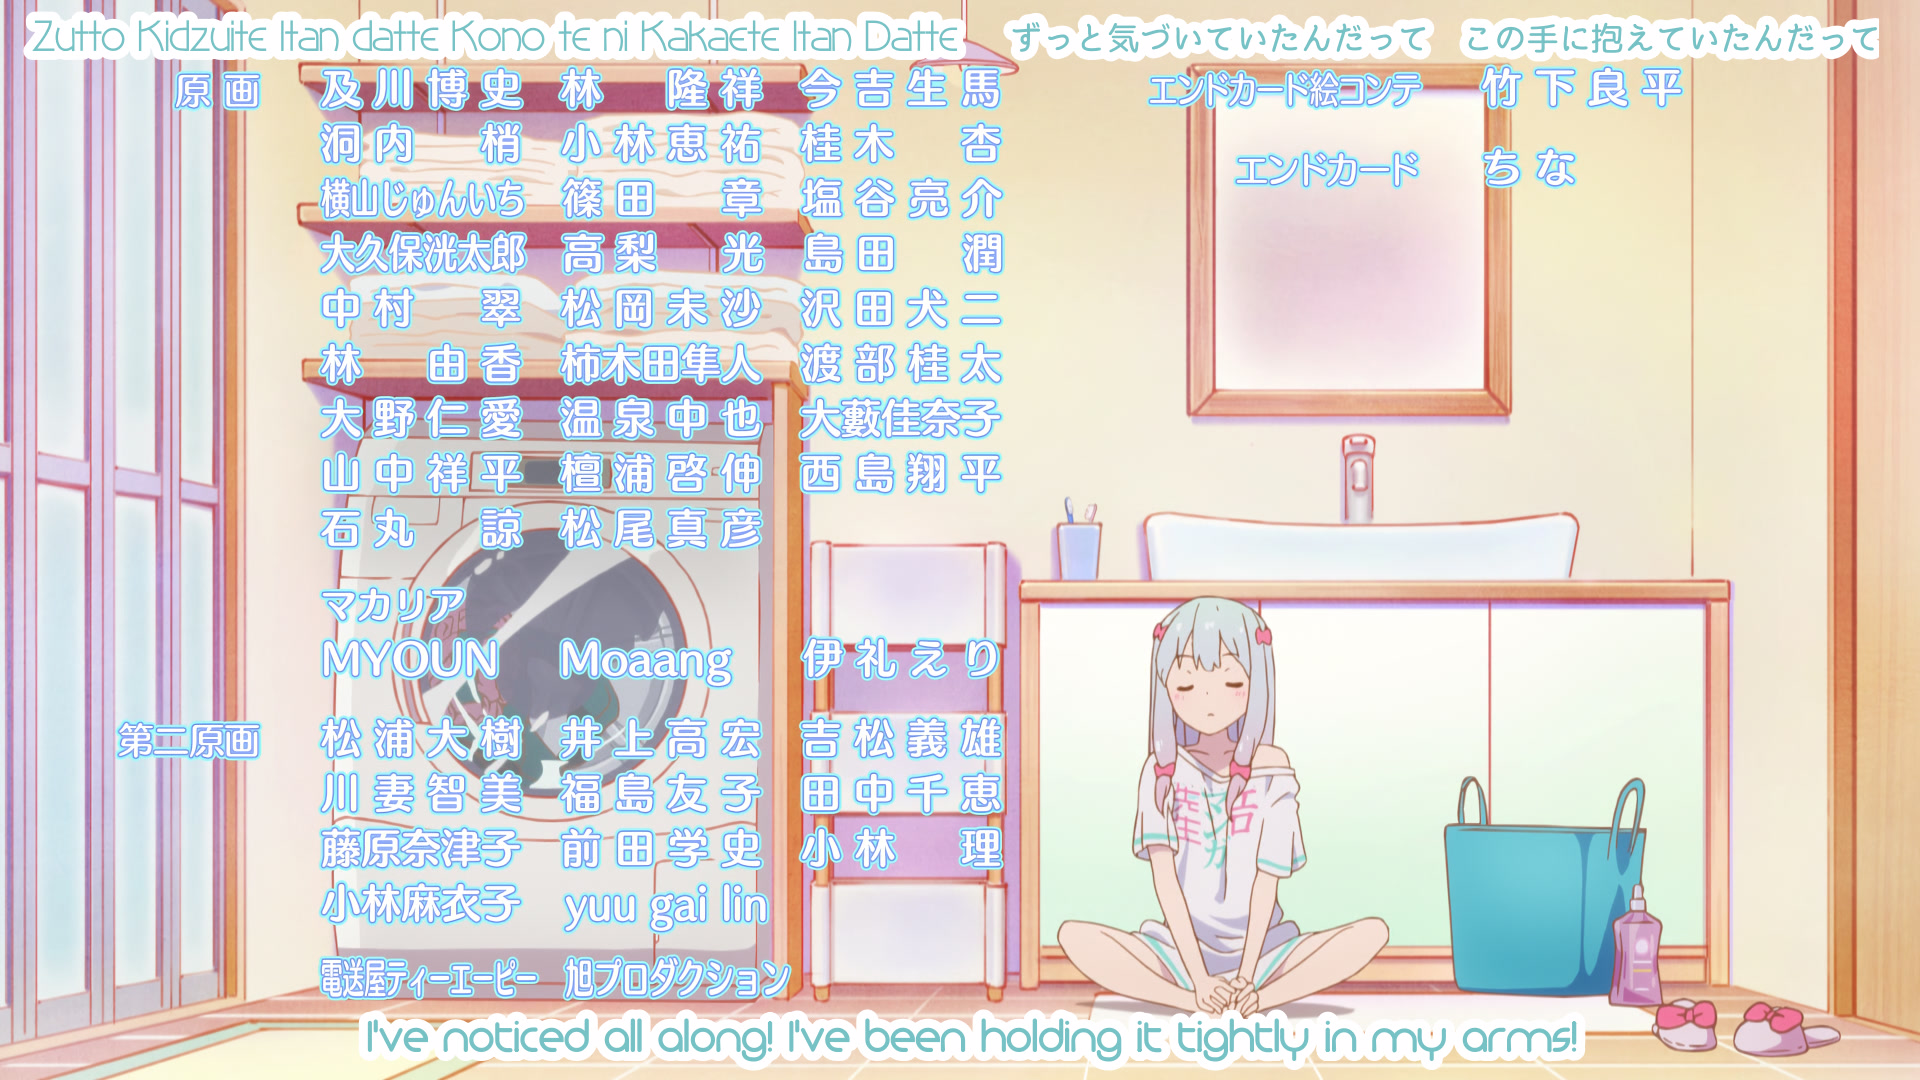 Zutto Kidzuite Itan datte Kono te ni Kakaete Itan Datte ずっと気づいていたんだって この手に抱えていたんだって
原画 及川博史 林 隆祥 今吉生馬
洞内 梢 小林恵祐 桂木 杏
横山じゅんいち 篠田 章 塩谷亮介
大久保洸太郎 高梨 光 島田 潤
中村 翠 松岡未沙 沢田犬二
林 由香 柿木田隼人 渡部桂太
大野仁愛 温泉中也 大藪佳奈子
山中祥平 檀浦啓伸 西島翔平
石丸 諒 松尾真彦
マカリア
MYOUN Moaang 伊礼えり
第二原画 松浦大樹 井上高宏 吉松義雄
川妻智美 福島友子 田中千恵
藤原奈津子 前田学史 小林 理
小林麻衣子 yuu gai lin
電送屋ティーエーピー 旭プロダクション
エンドカード絵コンテ 竹下良平
エンドカード ちな
I've noticed all along! I've been holding it tightly in my arms!